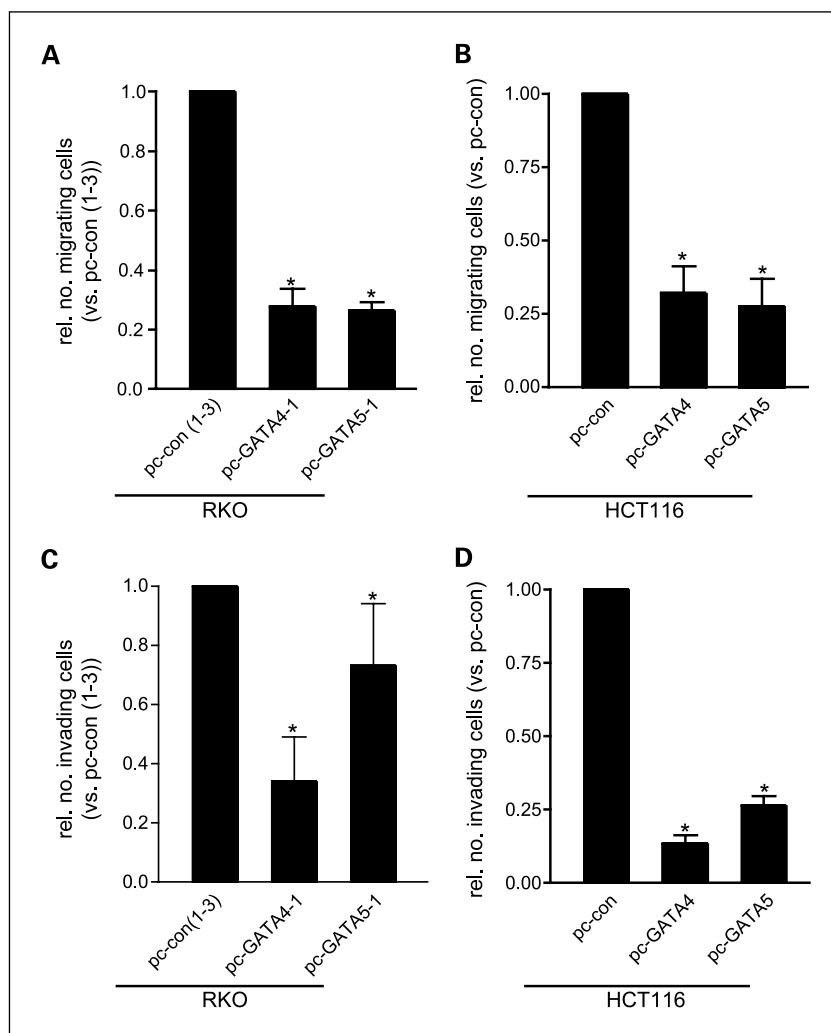 A
rel. no. migrating cells
(vs. pc-con (1-3))
1.0
0.8
0.6
0.4
0.2
0.0
*
*
pc-con (1-3)
pc-GATA4-1
pc-GATA5-1
RKO
B
rel. no. migrating cells (vs. pc-con)
1.00
0.75
0.50
0.25
0.00
*
*
pc-con
pc-GATA4
pc-GATA5
HCT116
C
rel. no. invading cells
(vs. pc-con (1-3))
1.0
0.8
0.6
0.4
0.2
0.0
*
*
pc-con(1-3)
pc-GATA4-1
pc-GATA5-1
RKO
D
rel. no. invading cells (vs. pc-con)
1.00
0.75
0.50
0.25
0.00
*
*
pc-con
pc-GATA4
pc-GATA5
HCT116